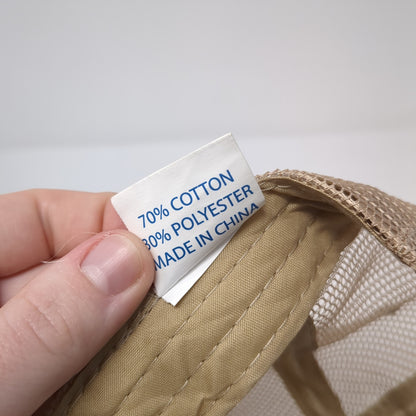 70% COTTON
30% POLYESTER
MADE IN CHINA